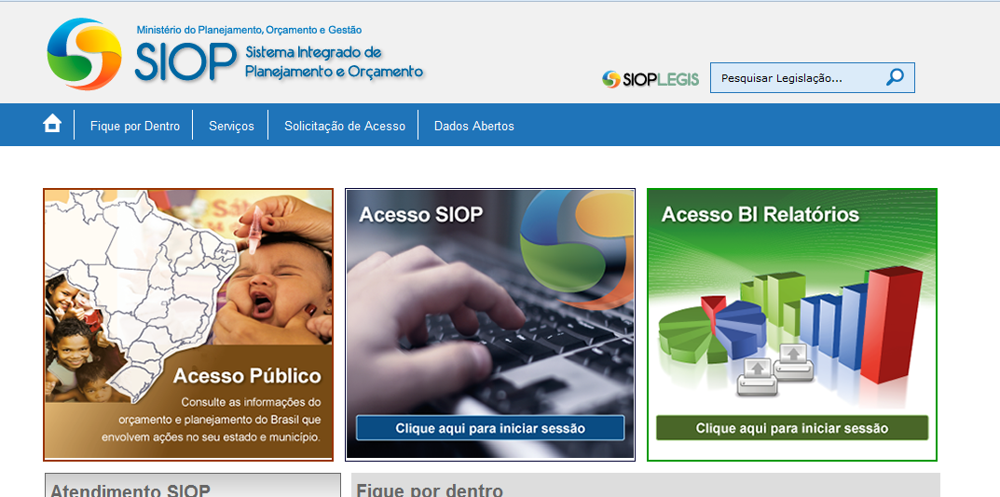 Ministério do Planejamento, Orçamento e Gestão
SIOP Sistema Integrado de
Planejamento e Orçamento
SIOPLEGIS
Pesquisar Legislação...
Fique por Dentro
Serviços
Solicitação de Acesso
Dados Abertos
Acesso Público
Consulte as informações do
orçamento e planejamento do Brasil que
envolvem ações no seu estado e município.
Acesso SIOP
Clique aqui para iniciar sessão
Acesso BI Relatórios
Clique aqui para iniciar sessão
Atendimento SIOP
Fique por dentro